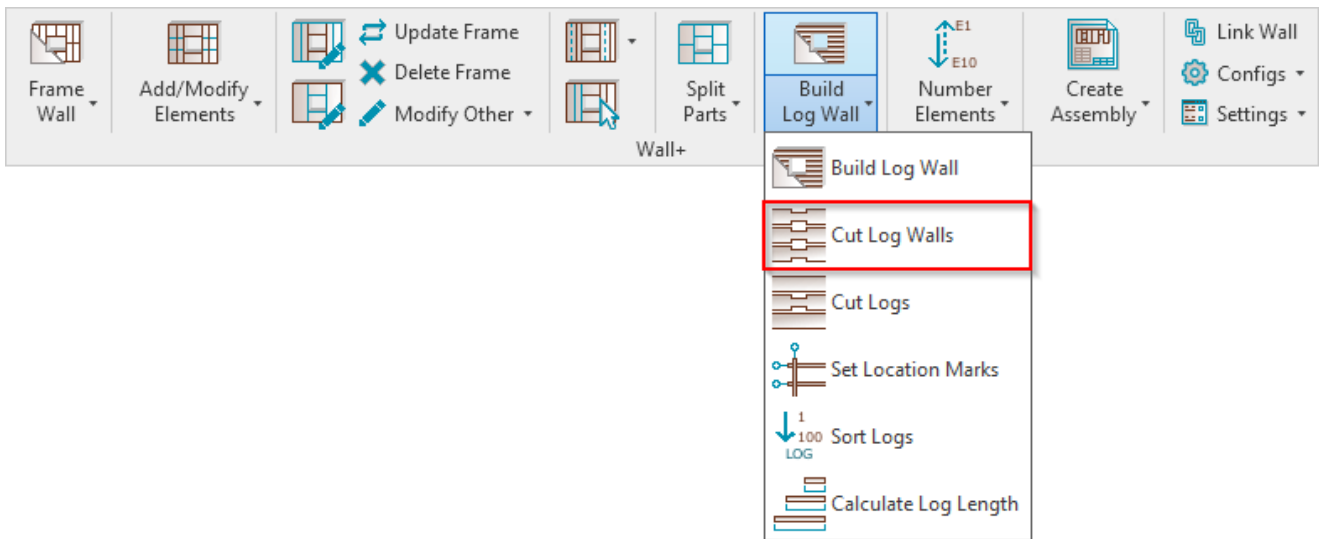 Frame
Wall
Add/Modify
Elements
Update Frame
Delete Frame
Modify Other
Split
Parts
Build
Log Wall
E1
E10
Number
Elements
Create
Assembly
Link Wall
Configs
Settings
Wall+
Build Log Wall
Cut Log Walls
Cut Logs
Set Location Marks
1
100
LOG
Sort Logs
Calculate Log Length